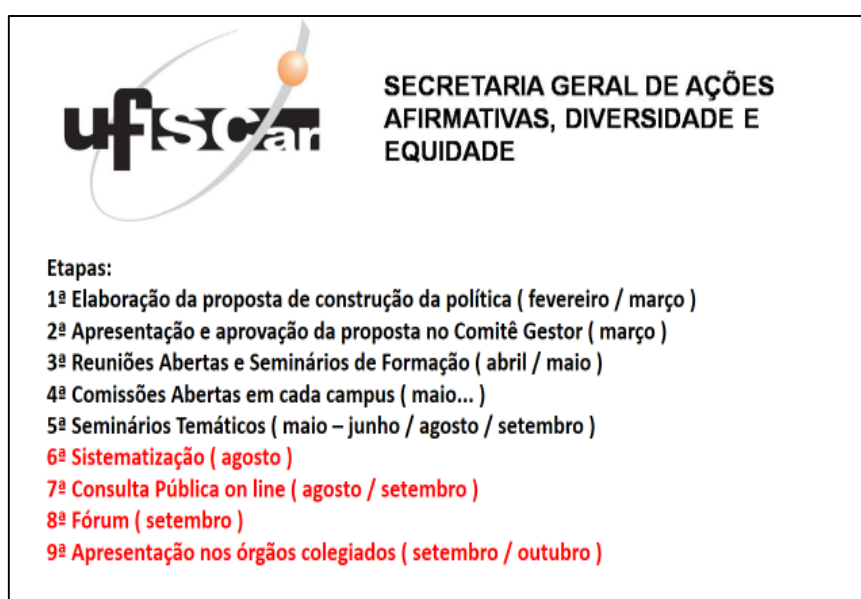 ufscar
SECRETARIA GERAL DE AÇÕES
AFIRMATIVAS, DIVERSIDADE E
EQUIDADE
Etapas:
1ª Elaboração da proposta de construção da política ( fevereiro / março )
2ª Apresentação e aprovação da proposta no Comitê Gestor ( março )
3ª Reuniões Abertas e Seminários de Formação ( abril / maio )
4ª Comissões Abertas em cada campus ( maio... )
5ª Seminários Temáticos ( maio – junho / agosto / setembro )
6ª Sistematização ( agosto )
7ª Consulta Pública on line ( agosto / setembro )
8ª Fórum ( setembro )
9ª Apresentação nos órgãos colegiados ( setembro / outubro )